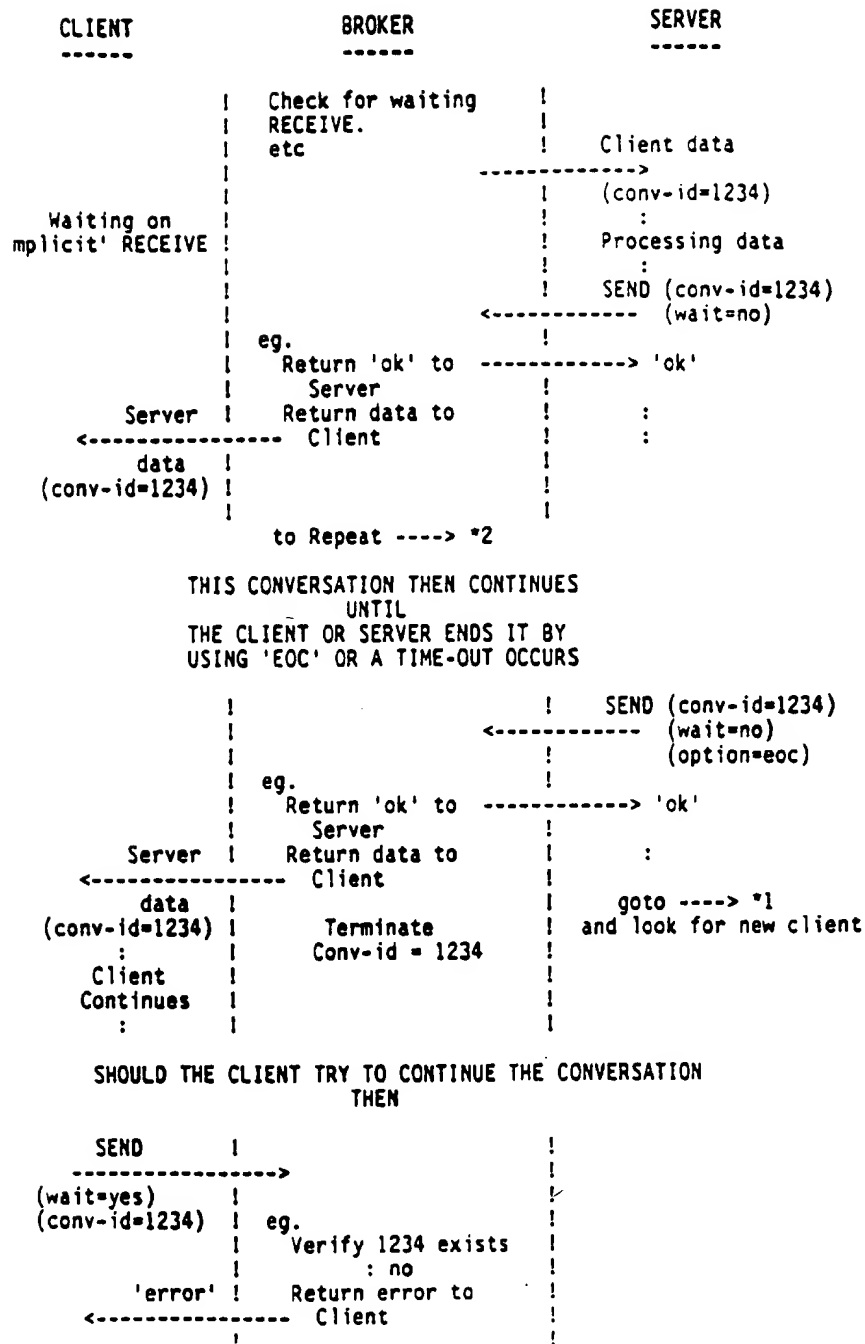 CLIENT BROKER SERVER
------ ------ ------
! Check for waiting !
! RECEIVE. !
! etc ! Client data
! ------------->
! ! (conv-id=1234)
Waiting on ! ! :
mplicit' RECEIVE ! ! Processing data
! ! :
! ! SEND (conv-id=1234)
! <------------ (wait=no)
! eg. !
! Return 'ok' to ------------> 'ok'
! Server !
Server ! Return data to ! :
<---------------- Client ! :
data ! !
(conv-id=1234) ! !
! !
to Repeat ----> *2
THIS CONVERSATION THEN CONTINUES
UNTIL
THE CLIENT OR SERVER ENDS IT BY
USING 'EOC' OR A TIME-OUT OCCURS
! ! SEND (conv-id=1234)
! <------------ (wait=no)
! ! (option=eoc)
! eg. !
! Return 'ok' to ------------> 'ok'
! Server !
Server ! Return data to ! :
<---------------- Client !
data ! ! goto ----> *1
(conv-id=1234) ! Terminate ! and look for new client
: ! Conv-id = 1234 !
Client ! !
Continues ! !
: ! !
SHOULD THE CLIENT TRY TO CONTINUE THE CONVERSATION
THEN
SEND ! !
-----------------> !
(wait=yes) ! !
(conv-id=1234) ! eg. !
! Verify 1234 exists !
! : no !
'error' ! Return error to !
<---------------- Client !
! !